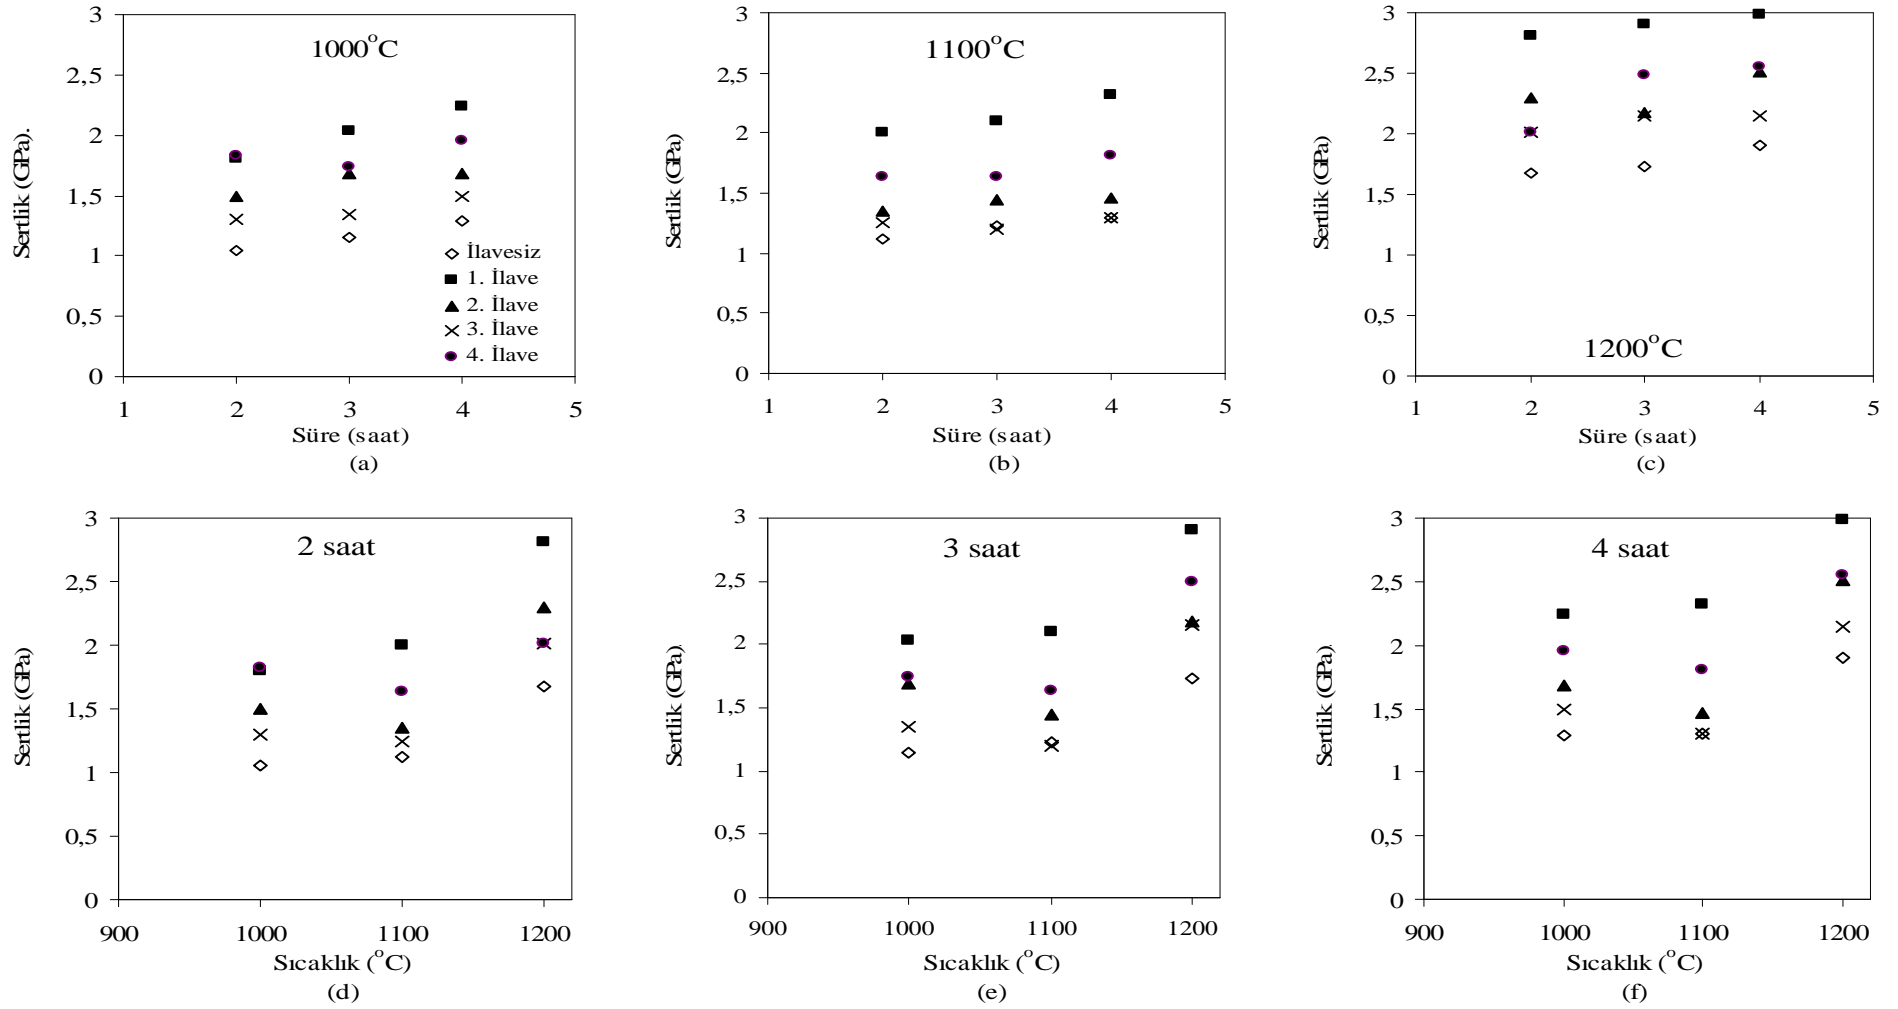 3
2,5
2
1,5
1
0,5
0
1000°C
Sertlik (GPa).
İlavesiz
1. İlave
2. İlave
3. İlave
4. İlave
1 2 3 4 5
Süre (saat)
(a)
3
2,5
2
1,5
1
0,5
0
1100°C
Sertlik (GPa)
1 2 3 4 5
Süre (saat)
(b)
3
2,5
2
1,5
1
0,5
0
1200°C
Sertlik (GPa)
1 2 3 4 5
Süre (saat)
(c)
3
2,5
2
1,5
1
0,5
0
2 saat
Sertlik (GPa)
900 1000 1100 1200
Sıcaklık (°C)
(d)
3
2,5
2
1,5
1
0,5
0
3 saat
Sertlik (GPa)
900 1000 1100 1200
Sıcaklık (°C)
(e)
3
2,5
2
1,5
1
0,5
0
4 saat
Sertlik (GPa)
900 1000 1100 1200
Sıcaklık (°C)
(f)